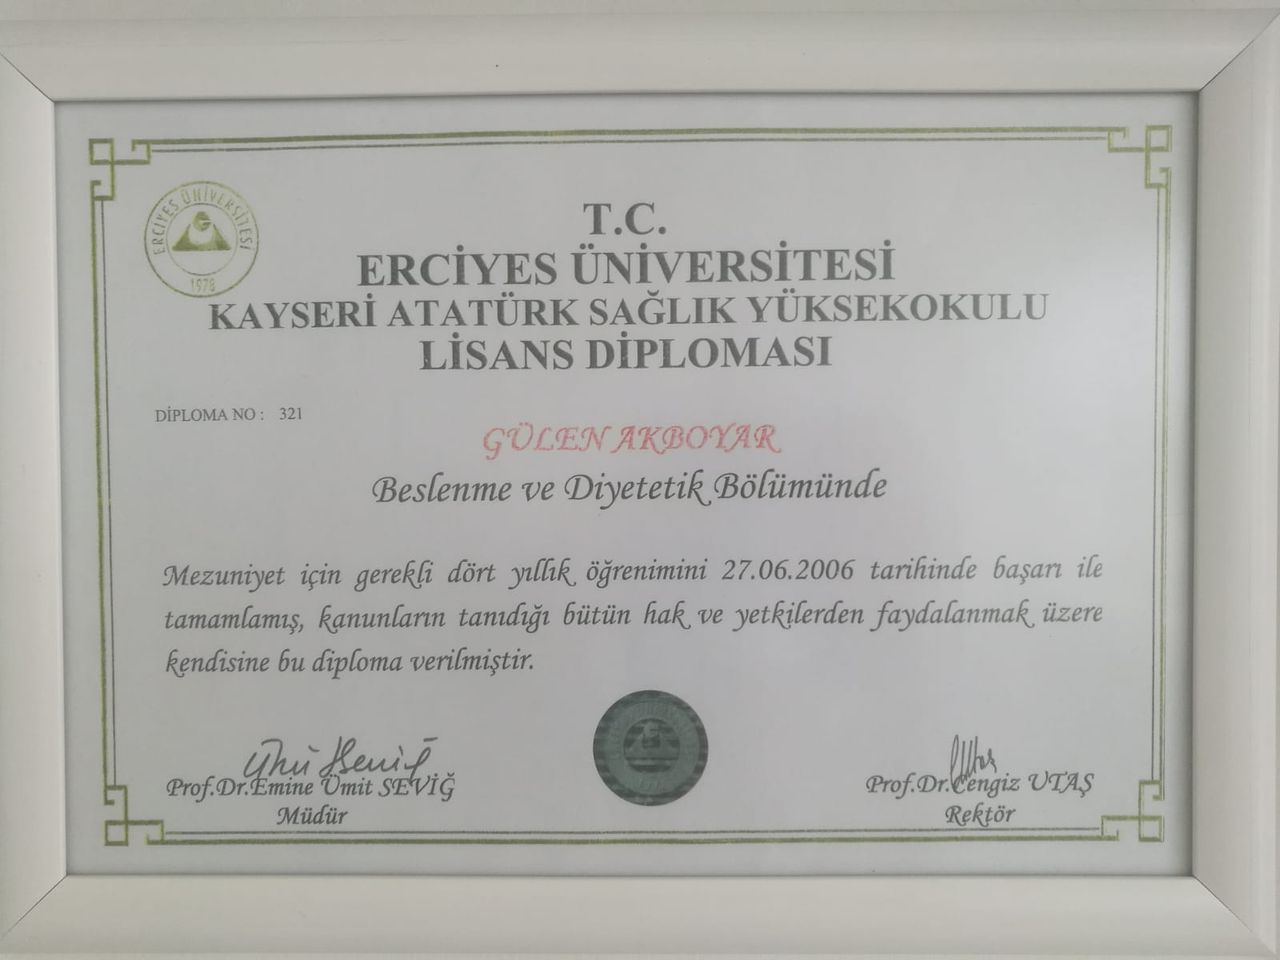 ERCİYES ÜNİVERSİTESİ
1978
T.C.
ERCİYES ÜNİVERSİTESİ
KAYSERİ ATATÜRK SAĞLIK YÜKSEKOKULU
LİSANS DİPLOMASI
DİPLOMA NO : 321
GÜLEN AKBOYAR
Beslenme ve Diyetetik Bölümünde
Mezuniyet için gerekli dört yıllık öğrenimini 27.06.2006 tarihinde başarı ile
tamamlamış, kanunların tanıdığı bütün hak ve yetkilerden faydalanmak üzere
kendisine bu diploma verilmiştir.
Prof.Dr.Emine Ümit SEVİĞ
Müdür
Prof.Dr.Cengiz UTAŞ
Rektör